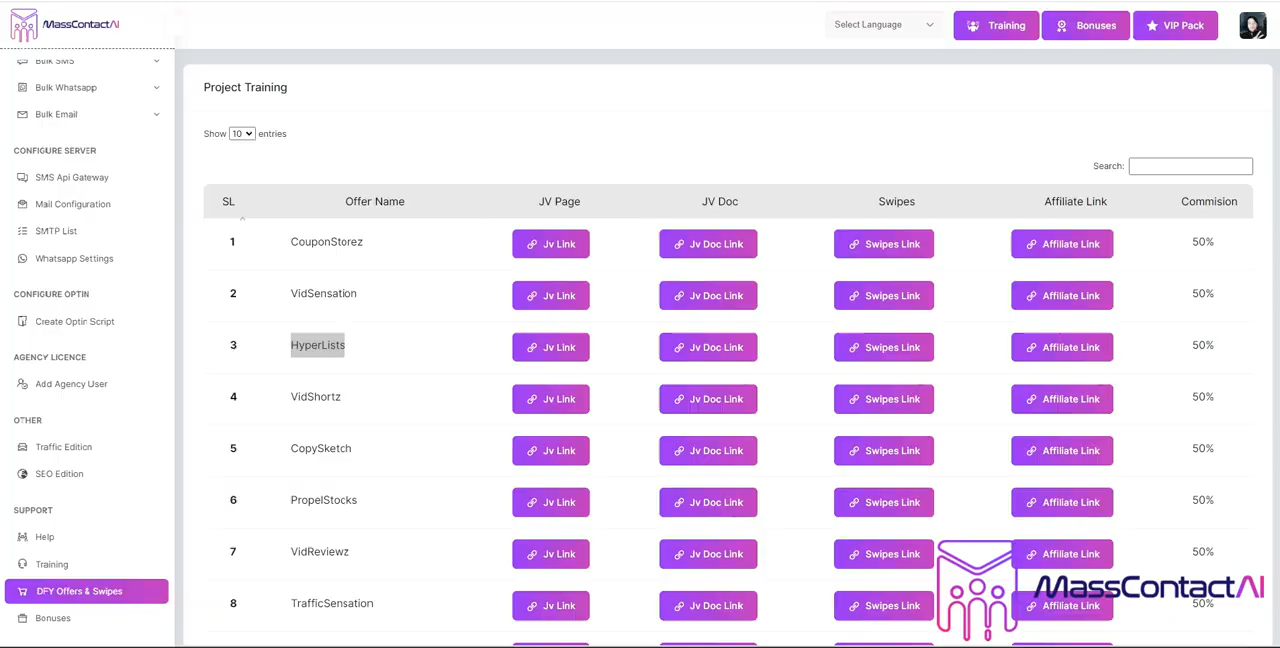 MassContactAI
Select Language
Training
Bonuses
VIP Pack
Bulk SMS
Bulk Whatsapp
Bulk Email
CONFIGURE SERVER
SMS Api Gateway
Mail Configuration
SMTP List
Whatsapp Settings
CONFIGURE OPTIN
Create Optin Script
AGENCY LICENCE
Add Agency User
OTHER
Traffic Edition
SEO Edition
SUPPORT
Help
Training
DFY Offers & Swipes
Bonuses
Project Training
Show 10 entries
Search:
SL Offer Name JV Page JV Doc Swipes Affiliate Link Commision
1 CouponStorez Jv Link Jv Doc Link Swipes Link Affiliate Link 50%
2 VidSensation Jv Link Jv Doc Link Swipes Link Affiliate Link 50%
3 HyperLists Jv Link Jv Doc Link Swipes Link Affiliate Link 50%
4 VidShortz Jv Link Jv Doc Link Swipes Link Affiliate Link 50%
5 CopySketch Jv Link Jv Doc Link Swipes Link Affiliate Link 50%
6 PropelStocks Jv Link Jv Doc Link Swipes Link Affiliate Link 50%
7 VidReviewz Jv Link Jv Doc Link Swipes Link Affiliate Link 50%
MassContactAI
8 TrafficSensation Jv Link Jv Doc Link Swipes Link Affiliate Link 50%